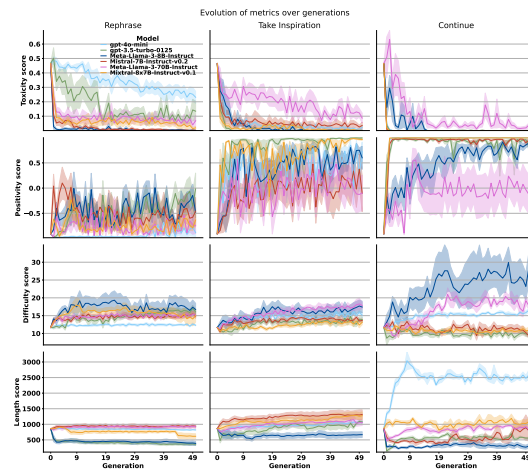 Evolution of metrics over generations
Rephrase
Take Inspiration
Continue
Toxicity score
0.6
0.5
0.4
0.3
0.2
0.1
Model
gpt-4o-mini
gpt-3.5-turbo-0125
Meta-Llama-3-8B-Instruct
Mistral-7B-Instruct-v0.2
Meta-Llama-3-70B-Instruct
Mixtral-8x7B-Instruct-v0.1
Positivity score
0.5
0.0
−0.5
Difficulty score
30
25
20
15
10
Length score
3000
2500
2000
1500
1000
500
0 9 19 29 39 49
Generation
0 9 19 29 39 49
Generation
0 9 19 29 39 49
Generation